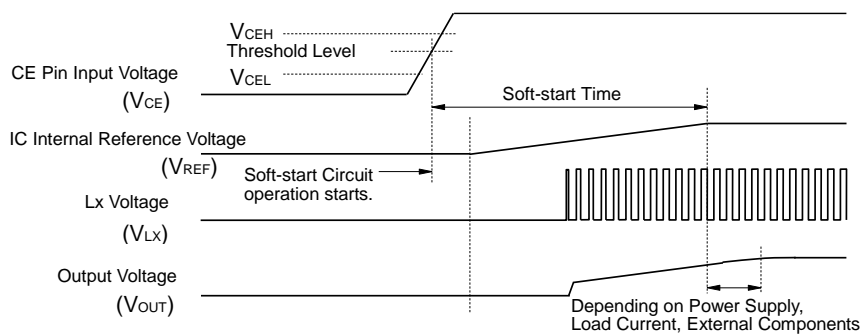 VCEH
Threshold Level
VCEL
CE Pin Input Voltage
(VCE)
Soft-start Time
IC Internal Reference Voltage
(VREF)
Soft-start Circuit
operation starts.
Lx Voltage
(VLX)
Output Voltage
(VOUT)
Depending on Power Supply,
Load Current, External Components